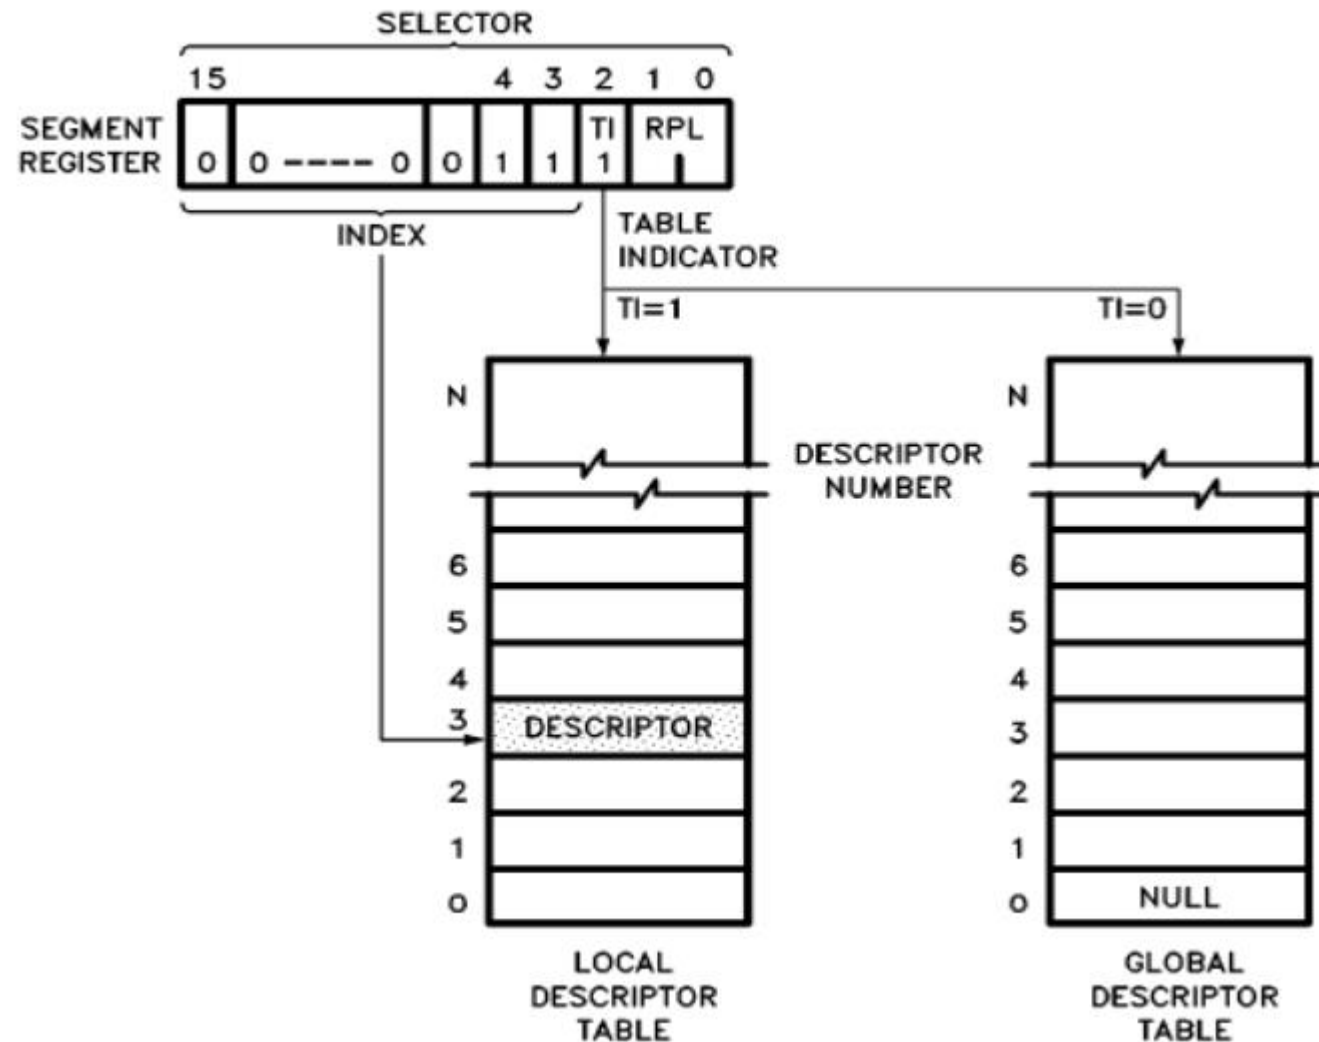 SELECTOR
15 4 3 2 1 0
SEGMENT
REGISTER
TI RPL
0 0 ---- 0 0 1 1 1
INDEX
TABLE
INDICATOR
TI=1 TI=0
N N
DESCRIPTOR
NUMBER
6 6
5 5
4 4
3 DESCRIPTOR 3
2 2
1 1
0 0 NULL
LOCAL
DESCRIPTOR
TABLE
GLOBAL
DESCRIPTOR
TABLE